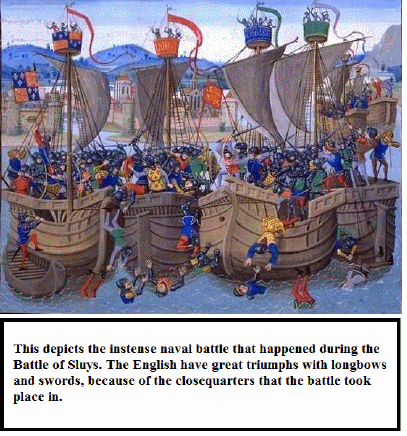 This depicts the instense naval battle that happened during the
Battle of Sluys. The English have great triumphs with longbows
and swords, because of the closequarters that the battle took
place in.